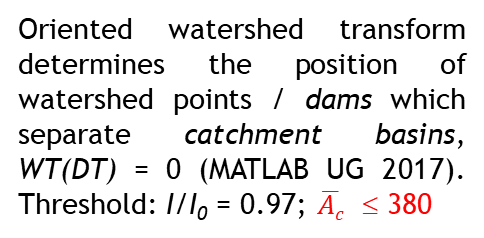 Oriented watershed transform
determines the position of
watershed points / dams which
separate catchment basins,
WT(DT) = 0 (MATLAB UG 2017).
Threshold: I/I₀ = 0.97; A̅_c ≤ 380